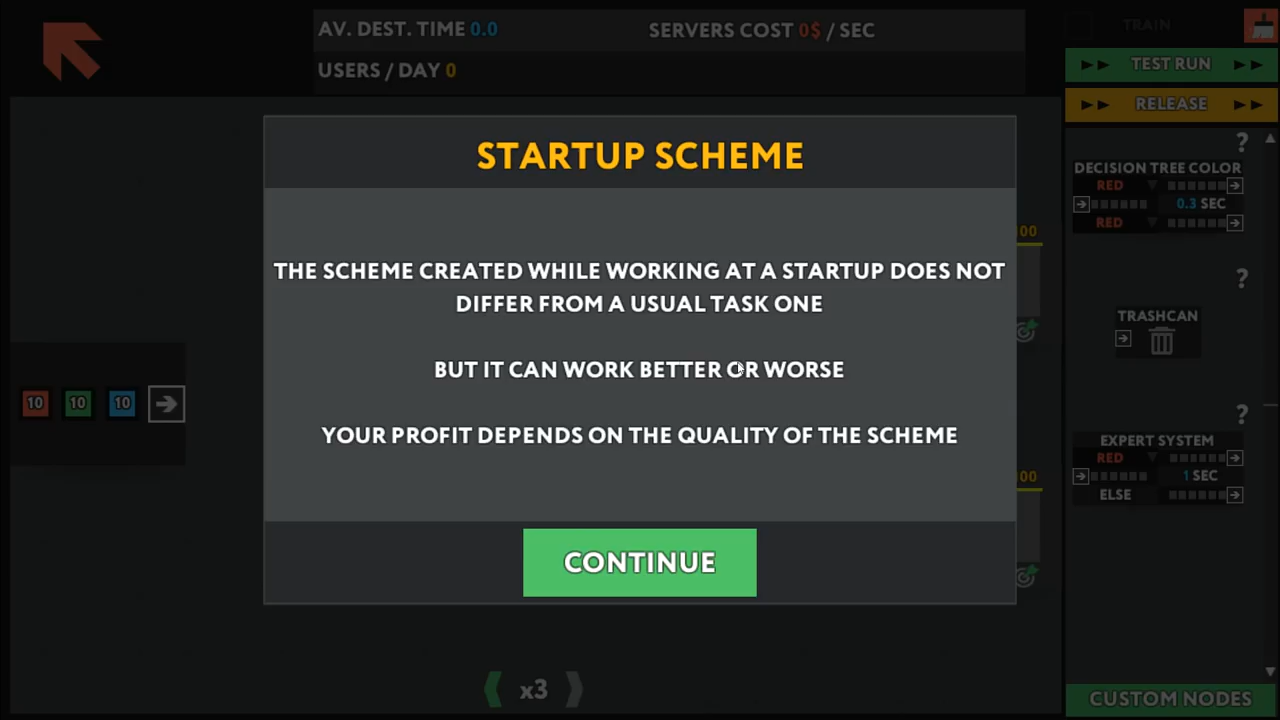 AV. DEST. TIME 0.0
SERVERS COST 0$ / SEC
USERS / DAY 0
TRAIN
TEST RUN
RELEASE
STARTUP SCHEME
THE SCHEME CREATED WHILE WORKING AT A STARTUP DOES NOT
DIFFER FROM A USUAL TASK ONE
BUT IT CAN WORK BETTER OR WORSE
YOUR PROFIT DEPENDS ON THE QUALITY OF THE SCHEME
CONTINUE
10 10 10
x3
?
DECISION TREE COLOR
RED
0.3 SEC
RED
?
TRASHCAN
?
EXPERT SYSTEM
RED
1 SEC
ELSE
CUSTOM NODES